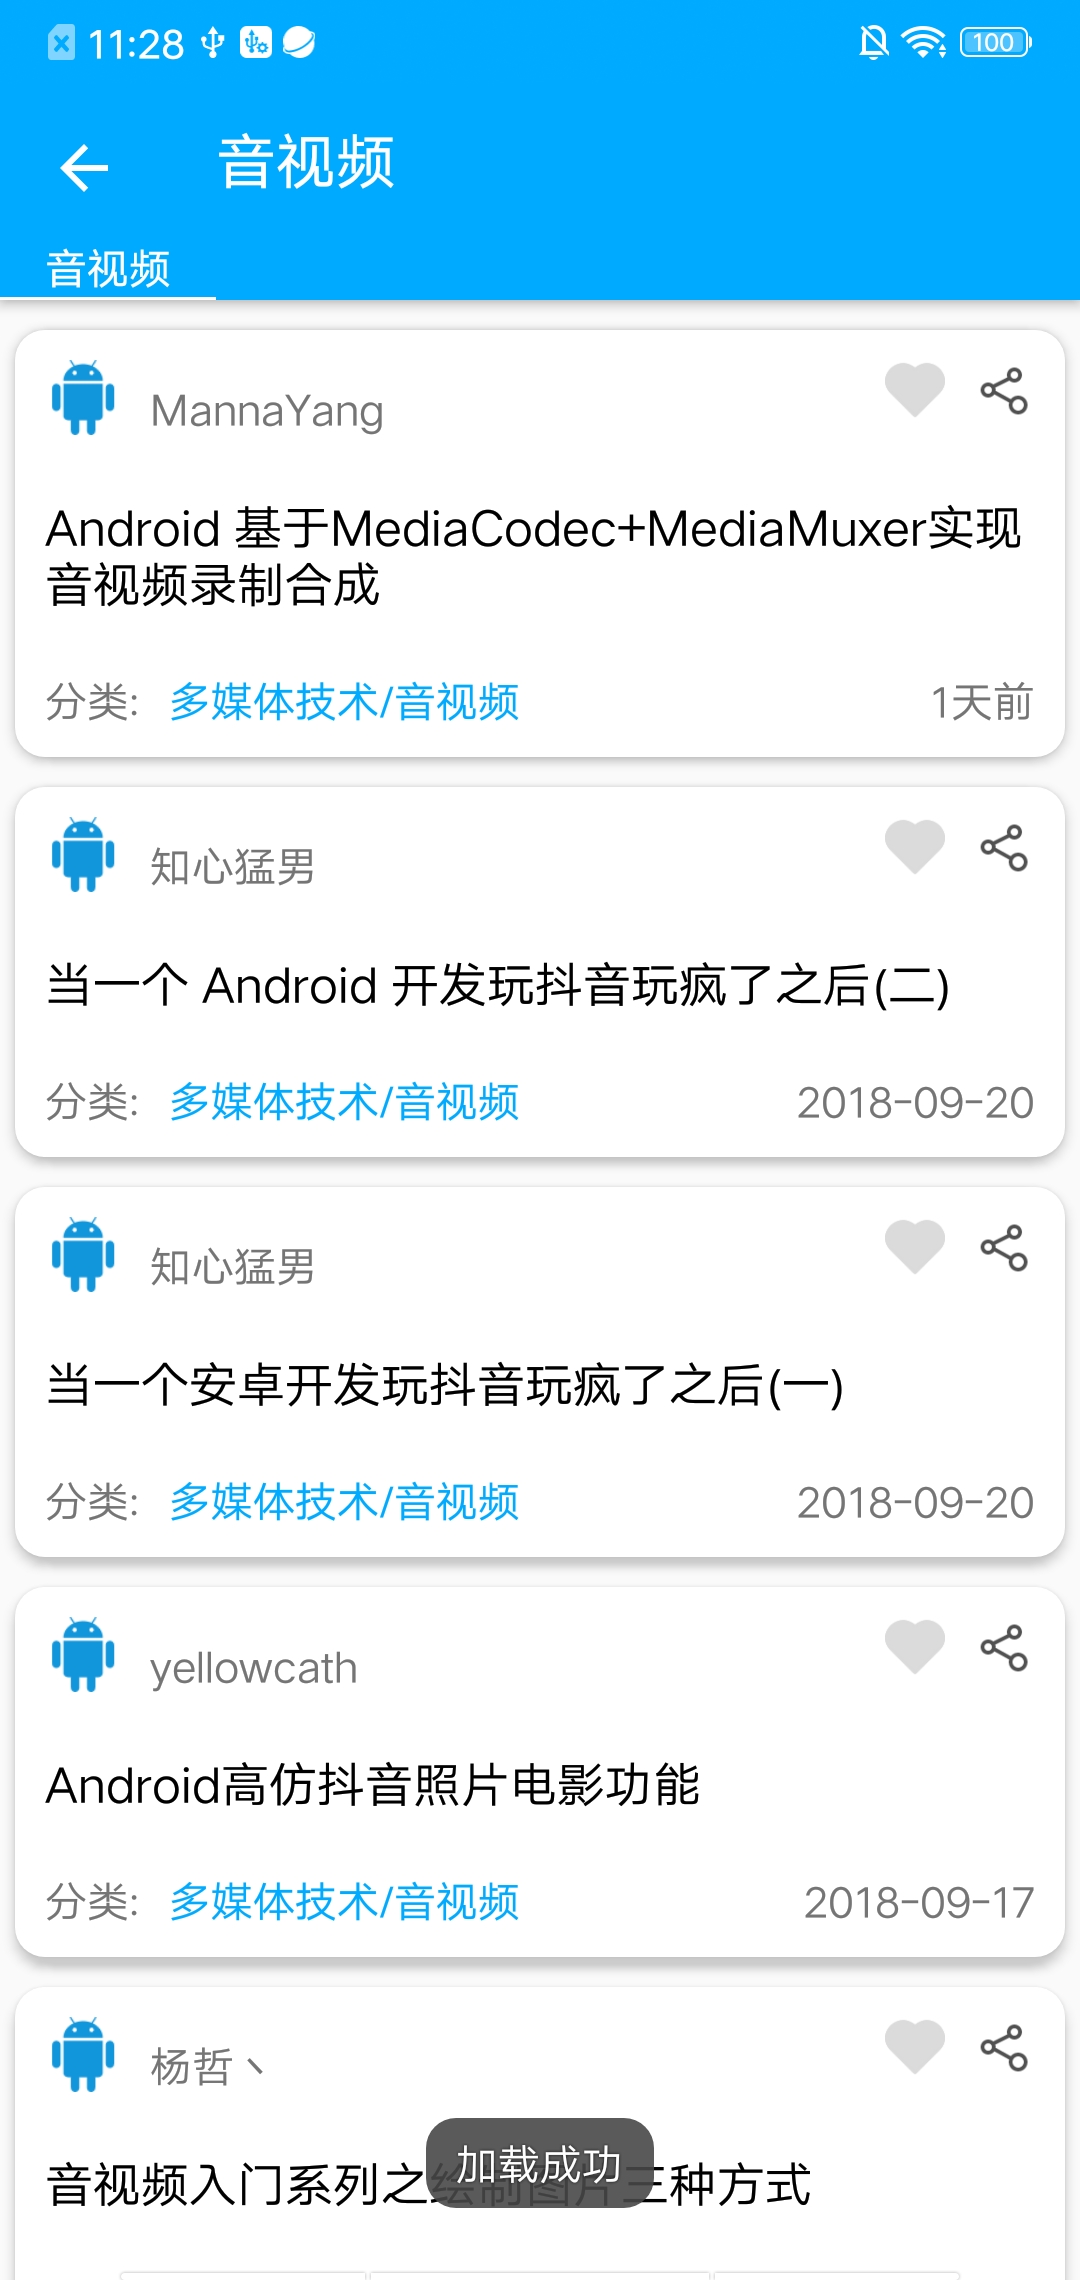 11:28
100
音视频
音视频
MannaYang
Android 基于MediaCodec+MediaMuxer实现
音视频录制合成
分类: 多媒体技术/音视频 1天前
知心猛男
当一个 Android 开发玩抖音玩疯了之后(二)
分类: 多媒体技术/音视频 2018-09-20
知心猛男
当一个安卓开发玩抖音玩疯了之后(一)
分类: 多媒体技术/音视频 2018-09-20
yellowcath
Android高仿抖音照片电影功能
分类: 多媒体技术/音视频 2018-09-17
杨哲丶
加载成功
音视频入门系列之绘制图片三种方式